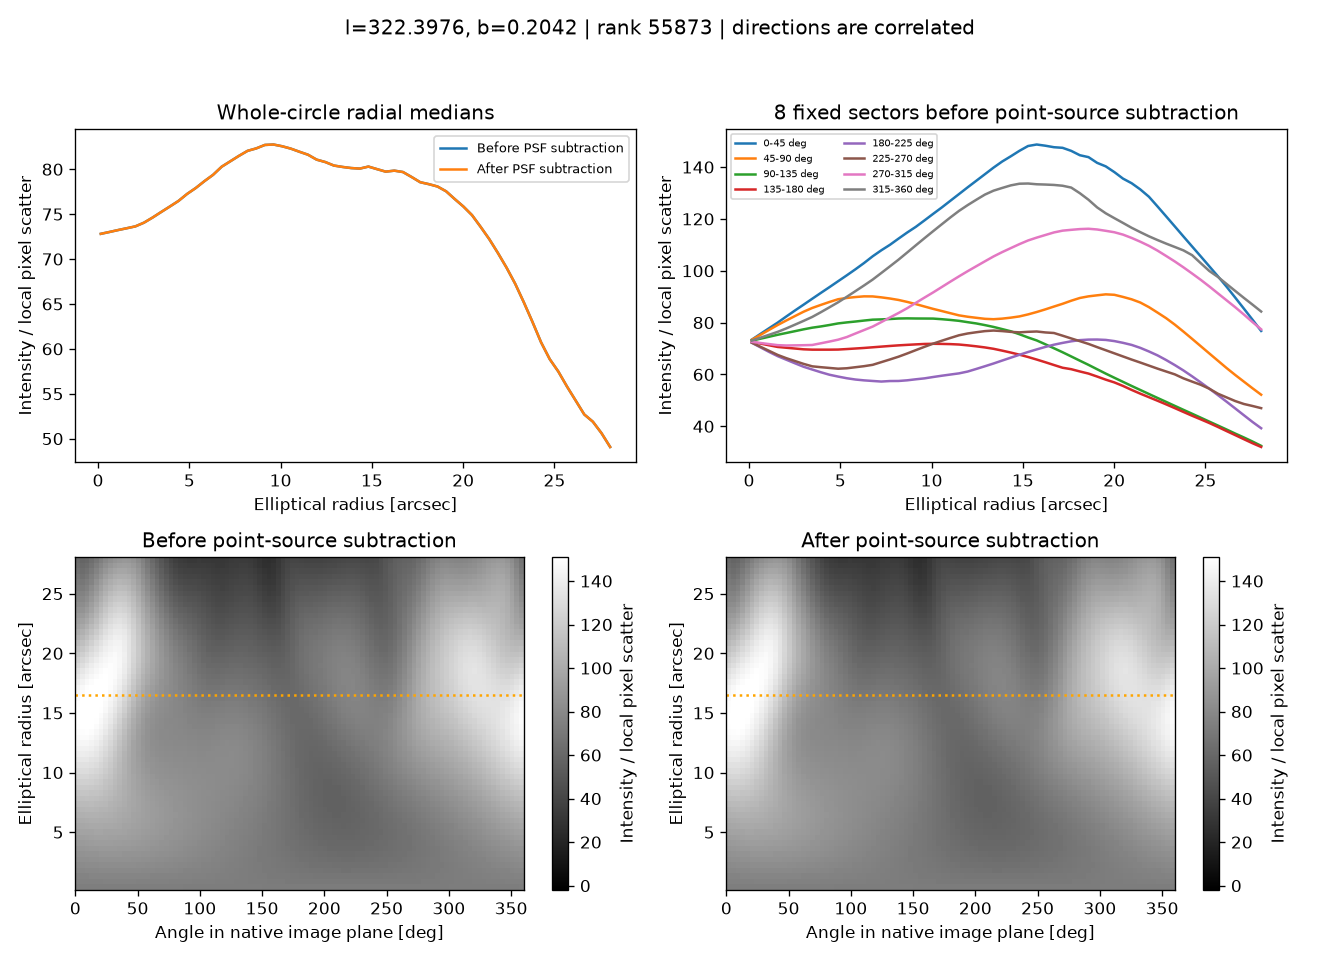 l=322.3976, b=0.2042 | rank 55873 | directions are correlated
Whole-circle radial medians
Before PSF subtraction
After PSF subtraction
80
75
70
65
60
55
50
0 5 10 15 20 25
Intensity / local pixel scatter
Elliptical radius [arcsec]
8 fixed sectors before point-source subtraction
0-45 deg
45-90 deg
90-135 deg
135-180 deg
180-225 deg
225-270 deg
270-315 deg
315-360 deg
140
120
100
80
60
40
0 5 10 15 20 25
Intensity / local pixel scatter
Elliptical radius [arcsec]
Before point-source subtraction
25
20
15
10
5
0 50 100 150 200 250 300 350
Elliptical radius [arcsec]
Angle in native image plane [deg]
140
120
100
80
60
40
20
0
Intensity / local pixel scatter
After point-source subtraction
25
20
15
10
5
0 50 100 150 200 250 300 350
Elliptical radius [arcsec]
Angle in native image plane [deg]
140
120
100
80
60
40
20
0
Intensity / local pixel scatter